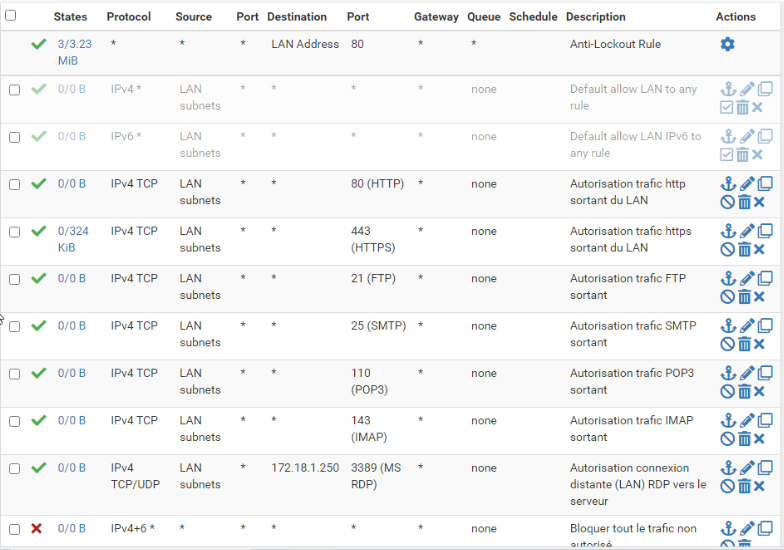 States Protocol Source Port Destination Port Gateway Queue Schedule Description Actions
3/3.23 * * * LAN Address 80 * * Anti-Lockout Rule
MiB
0/0 B IPv4 * LAN * * * * none Default allow LAN to any
subnets rule
0/0 B IPv6 * LAN * * * * none Default allow LAN IPv6 to
subnets any rule
0/0 B IPv4 TCP LAN * * 80 (HTTP) * none Autorisation trafic http
subnets sortant du LAN
0/324 IPv4 TCP LAN * * 443 * none Autorisation trafic https
KiB subnets (HTTPS) sortant du LAN
0/0 B IPv4 TCP LAN * * 21 (FTP) * none Autorisation trafic FTP
subnets sortant
0/0 B IPv4 TCP LAN * * 25 (SMTP) * none Autorisation trafic SMTP
subnets sortant
0/0 B IPv4 TCP LAN * * 110 * none Autorisation trafic POP3
subnets (POP3) sortant
0/0 B IPv4 TCP LAN * * 143 * none Autorisation trafic IMAP
subnets (IMAP) sortant
0/0 B IPv4 LAN * 172.18.1.250 3389 (MS * none Autorisation connexion
TCP/UDP subnets RDP) distante (LAN) RDP vers le
serveur
0/0 B IPv4+6 * * * * * * none Bloquer tout le trafic non
autorisé